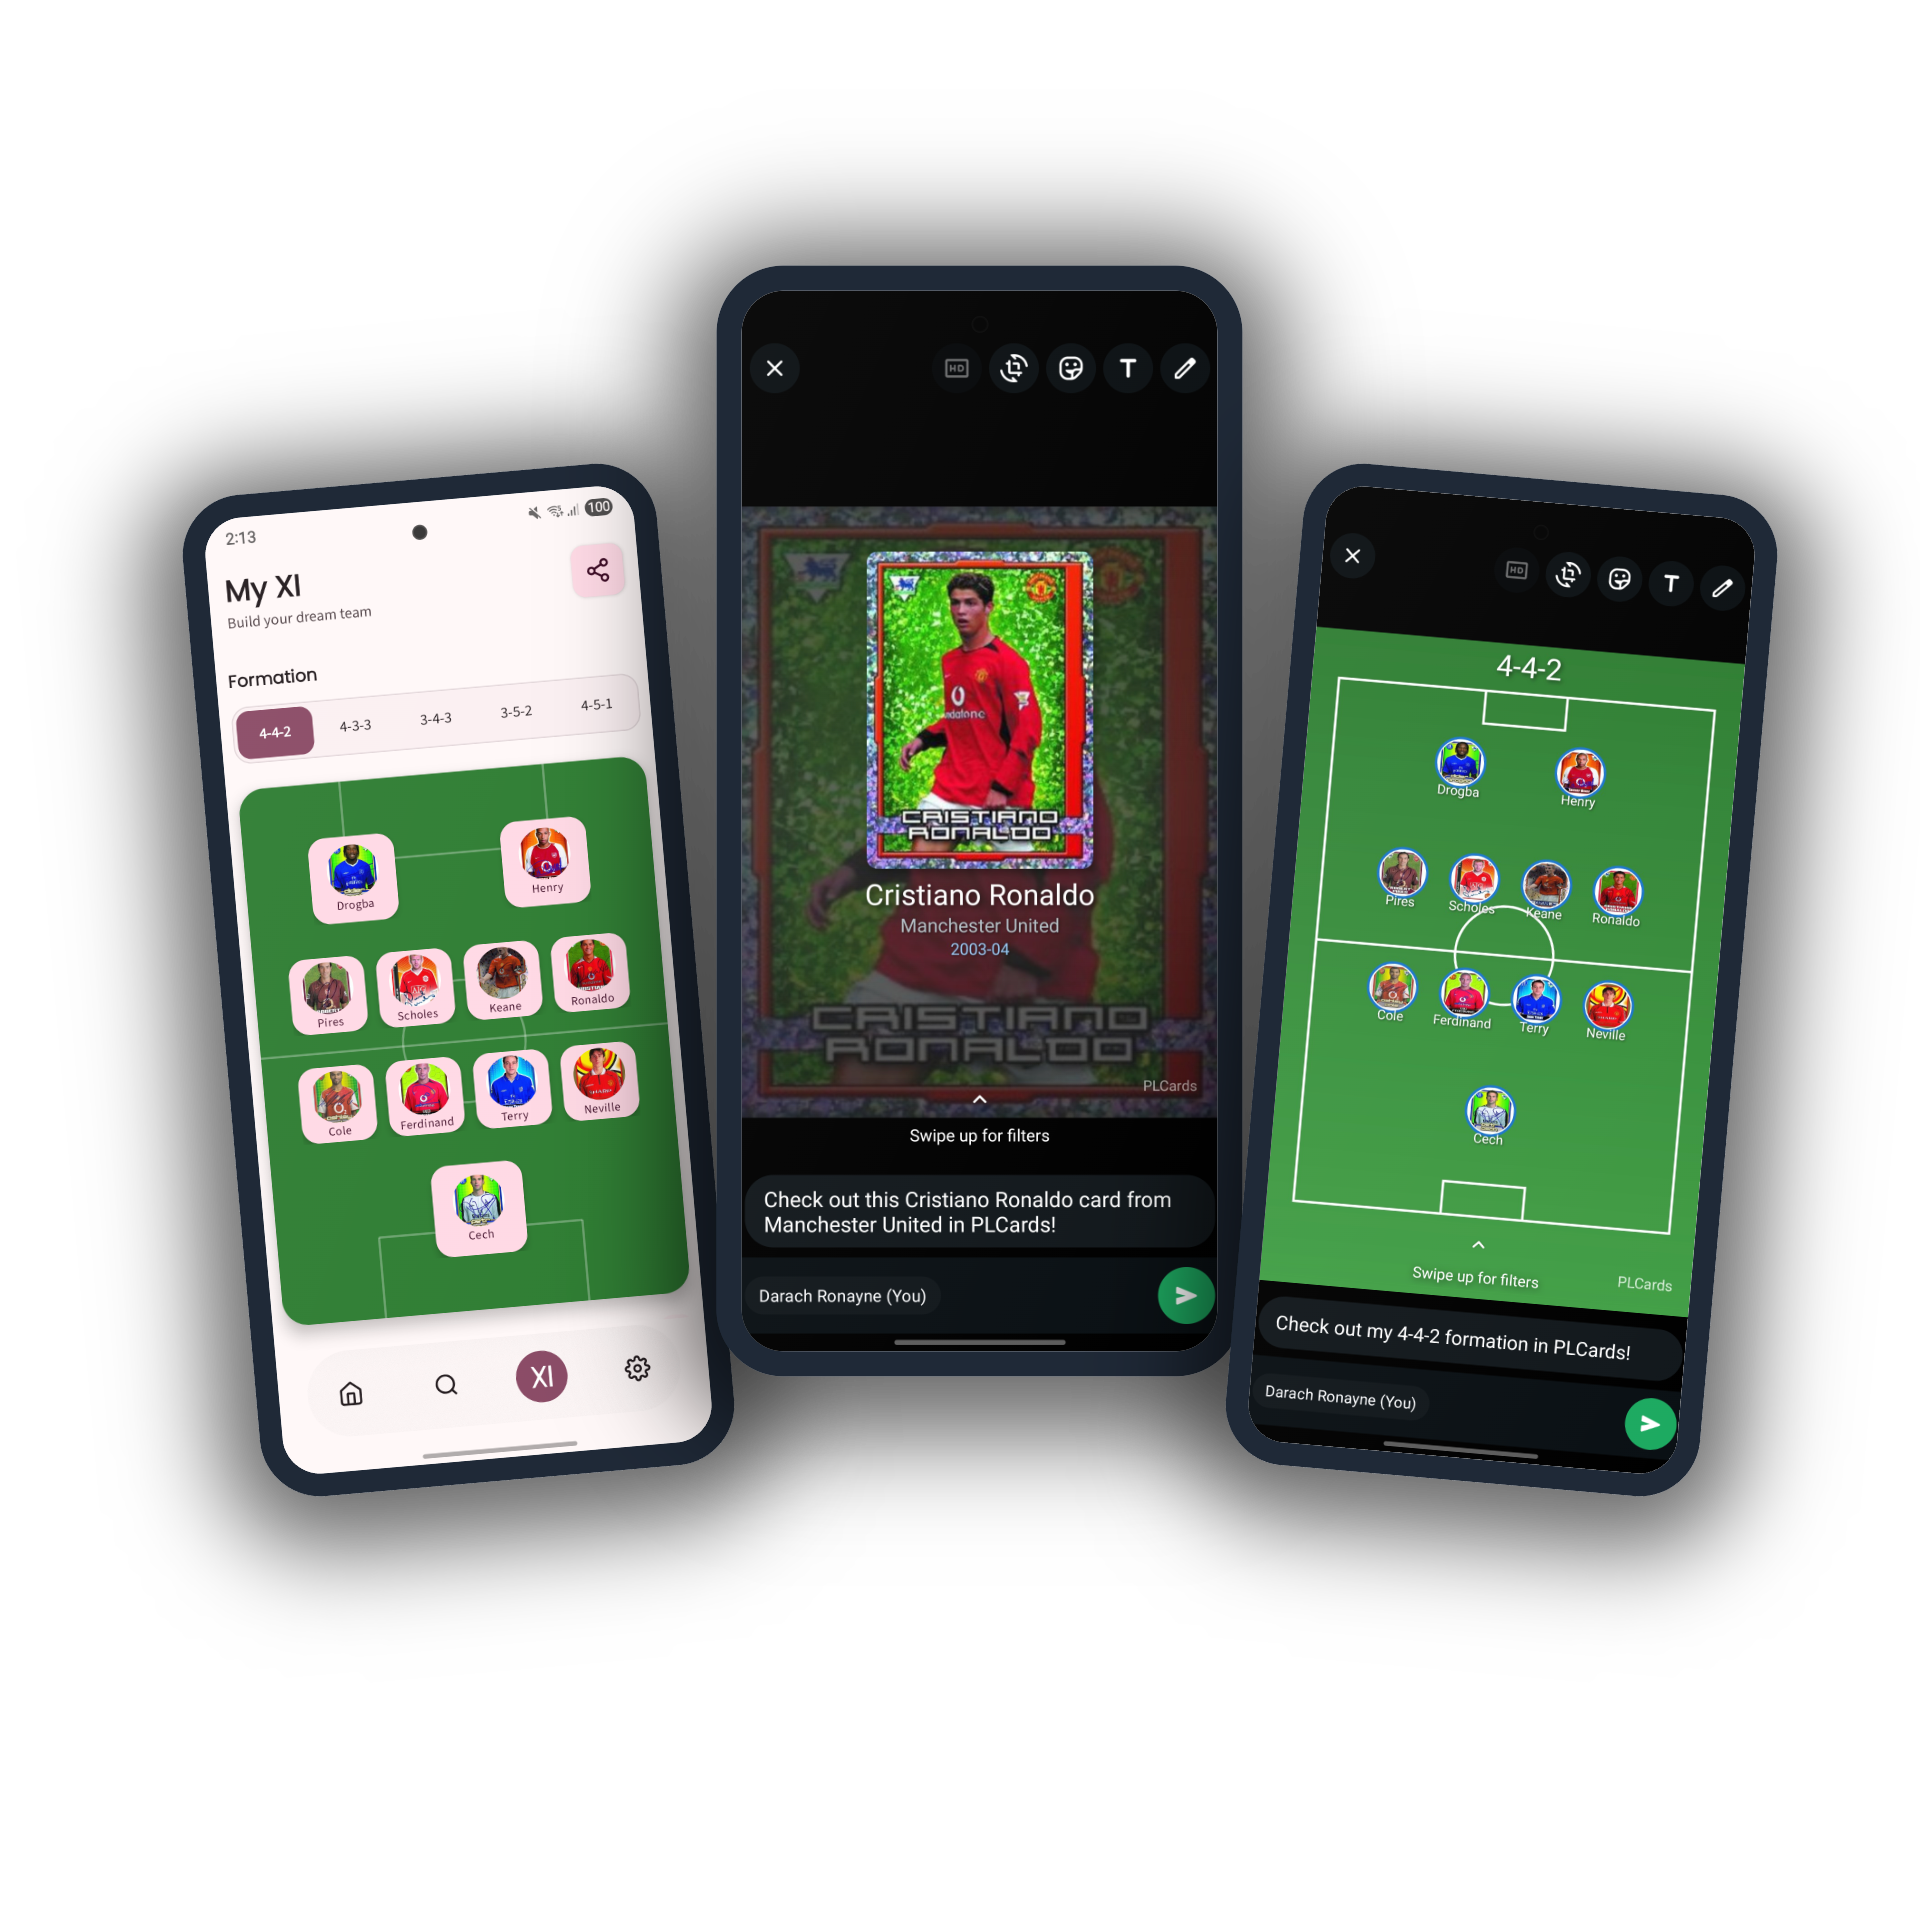 2:13
100
My XI
Build your dream team
Formation
4-4-2
4-3-3
3-4-3
3-5-2
4-5-1
Drogba
Henry
Pires
Scholes
Keane
Ronaldo
Cole
Ferdinand
Terry
Neville
Cech
XI
HD
T
vodafone
CRISTIANO
RONALDO
Cristiano Ronaldo
Manchester United
2003-04
CRISTIANO
RONALDO
PLCards
Swipe up for filters
Check out this Cristiano Ronaldo card from
Manchester United in PLCards!
Darach Ronayne (You)
HD
T
4-4-2
Drogba
Henry
Pires
Scholes
Keane
Ronaldo
Cole
Ferdinand
Terry
Neville
Cech
Swipe up for filters
PLCards
Check out my 4-4-2 formation in PLCards!
Darach Ronayne (You)